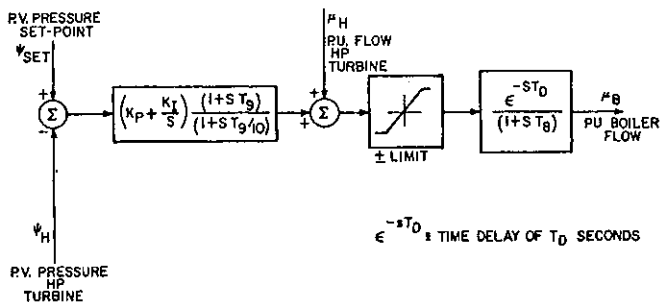 P.V. PRESSURE
SET-POINT
ψSET
+
Σ
-
(KP + KI/S) (1+ST9)/(1+ST9/10)
μH
P.U. FLOW
HP
TURBINE
+
+
Σ
± LIMIT
ϵ^-STD
(1+ST8)
μB
PU BOILER
FLOW
ψH
P.V. PRESSURE
HP
TURBINE
ϵ^-sTD = TIME DELAY OF TD SECONDS